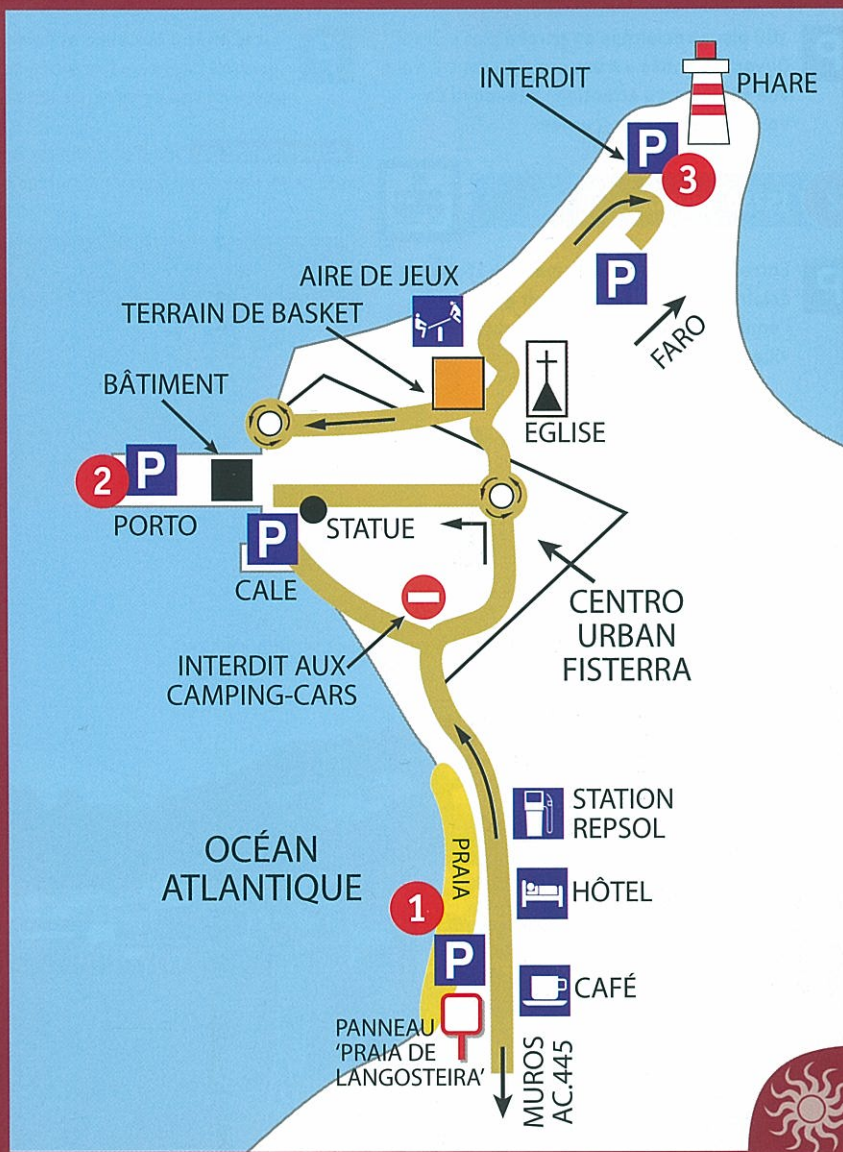 INTERDIT
PHARE
P
3
AIRE DE JEUX
P
TERRAIN DE BASKET
FARO
BÂTIMENT
EGLISE
2
P
PORTO
STATUE
P
CALE
CENTRO
URBAN
FISTERRA
INTERDIT AUX
CAMPING-CARS
STATION
REPSOL
OCÉAN
ATLANTIQUE
PRAIA
HÔTEL
1
P
CAFÉ
PANNEAU
‘PRAIA DE
LANGOSTEIRA’
MUROS
AC.445